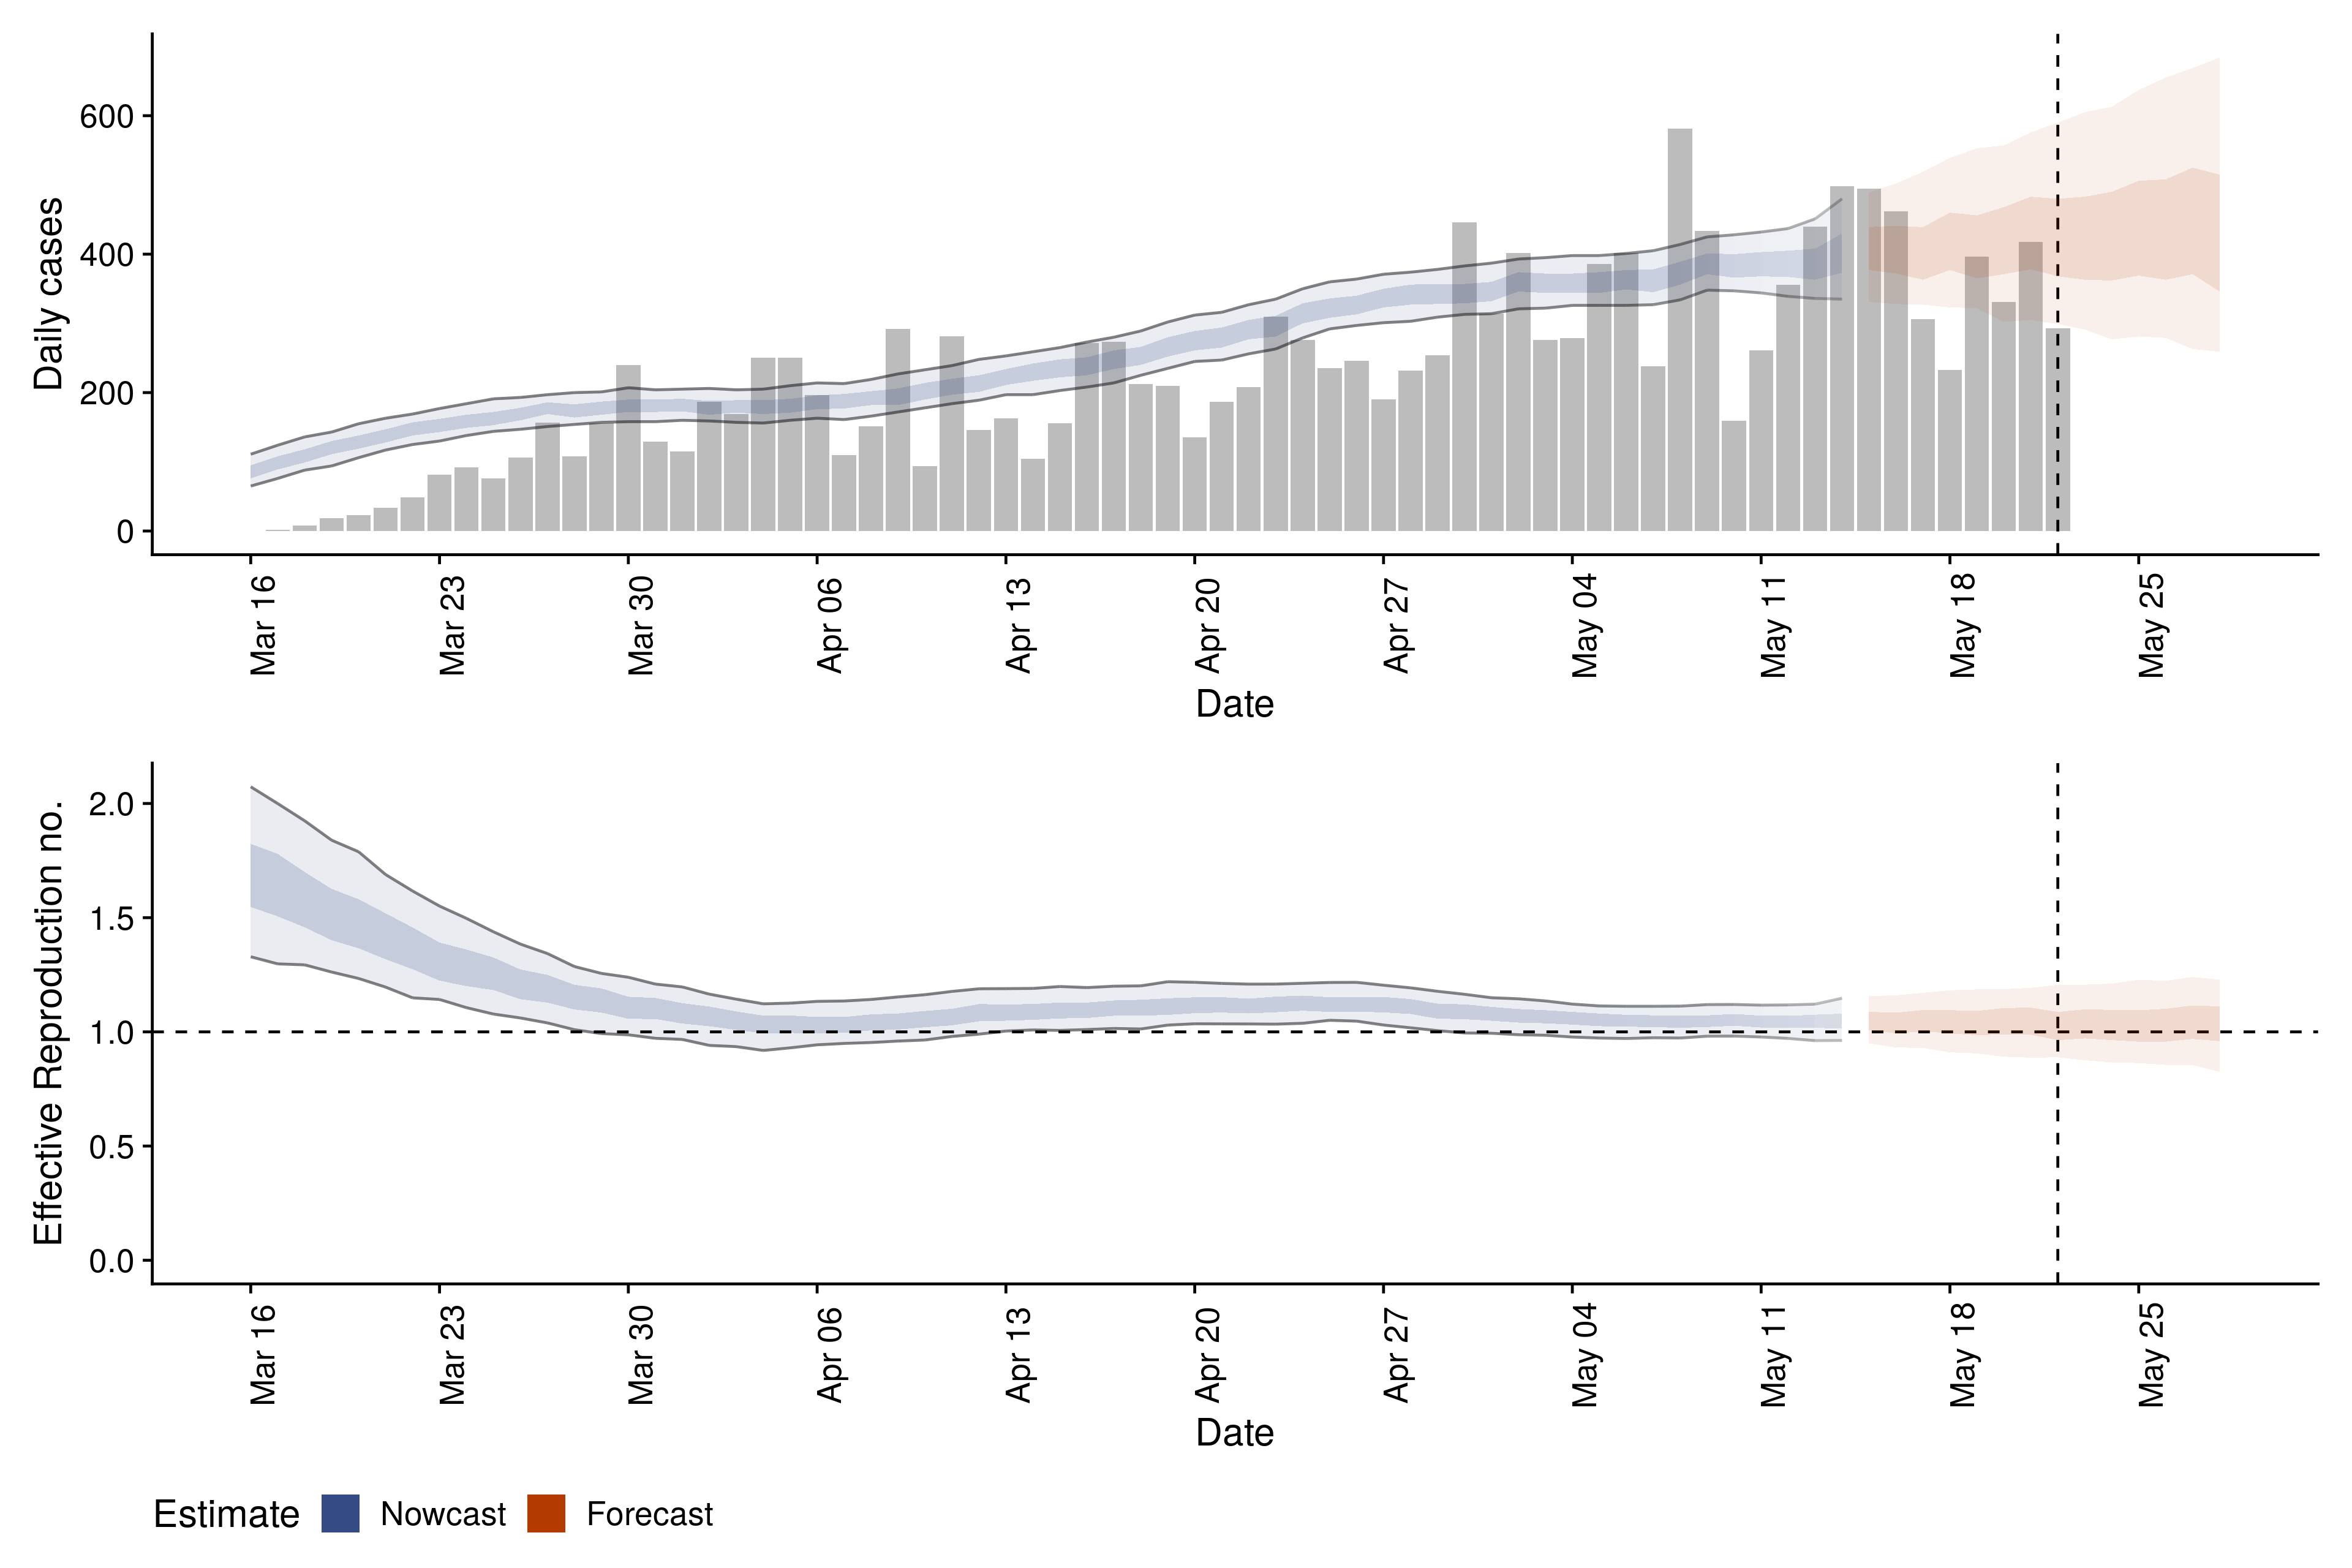 Daily cases
600
400
200
0
Mar 16
Mar 23
Mar 30
Apr 06
Apr 13
Apr 20
Apr 27
May 04
May 11
May 18
May 25
Date
Effective Reproduction no.
2.0
1.5
1.0
0.5
0.0
Mar 16
Mar 23
Mar 30
Apr 06
Apr 13
Apr 20
Apr 27
May 04
May 11
May 18
May 25
Date
Estimate Nowcast Forecast